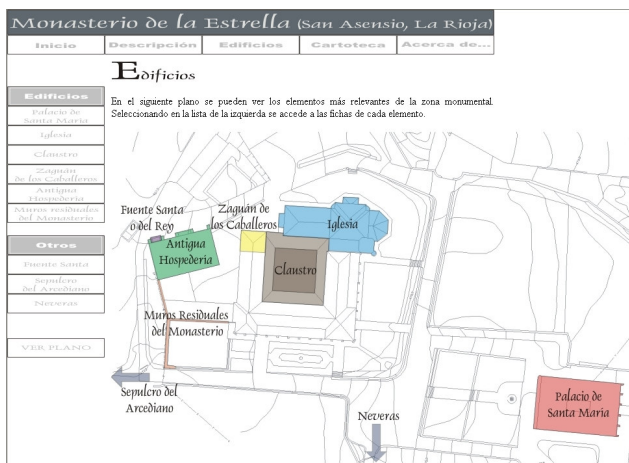 Monasterio de la Estrella (San Asensio, La Rioja)
Inicio
Descripción
Edificios
Cartoteca
Acerca de...
Edificios
En el siguiente plano se pueden ver los elementos más relevantes de la zona monumental.
Seleccionando en la lista de la izquierda se accede a las fichas de cada elemento.
Edificios
Palacio de
Santa María
Iglesia
Claustro
Zaguán
de los Caballeros
Antigua
Hospedería
Muros residuales
del Monasterio
Otros
Fuente Santa
Sepulcro
del Arcediano
Neveras
VER PLANO
Fuente Santa
o del Rey
Zaguán de
los Caballeros
Iglesia
Antigua
Hospedería
Claustro
Muros Residuales
del Monasterio
Sepulcro del
Arcediano
Neveras
Palacio de
Santa María